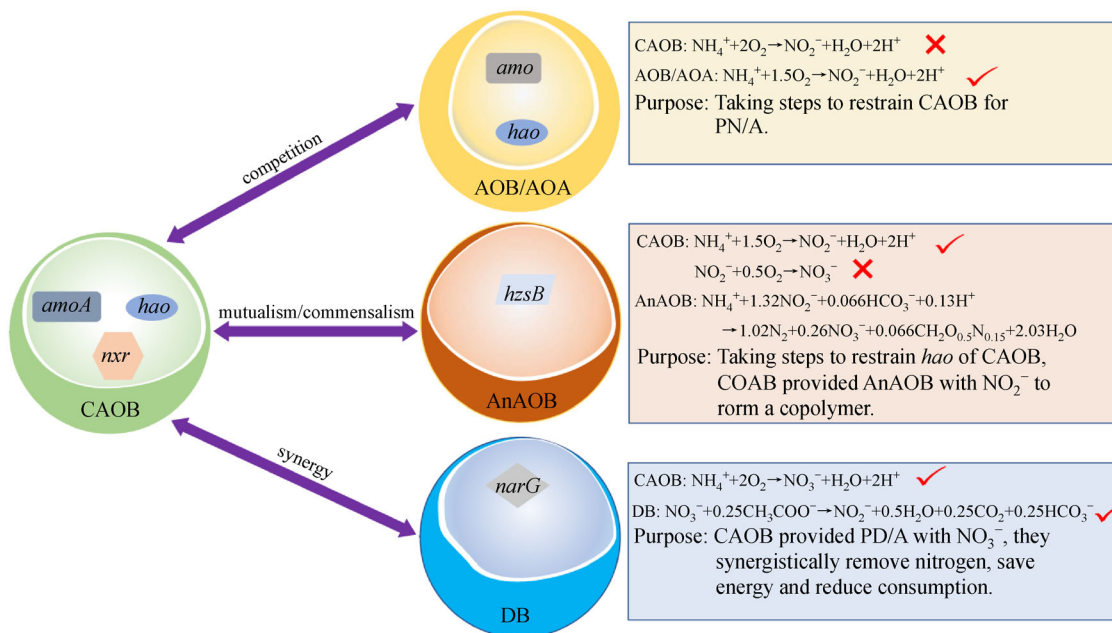 CAOB: NH₄⁺+2O₂→NO₂⁻+H₂O+2H⁺
AOB/AOA: NH₄⁺+1.5O₂→NO₂⁻+H₂O+2H⁺
Purpose: Taking steps to restrain CAOB for
PN/A.
amo
hao
AOB/AOA
competition
CAOB: NH₄⁺+1.5O₂→NO₂⁻+H₂O+2H⁺
NO₂⁻+0.5O₂→NO₃⁻
AnAOB: NH₄⁺+1.32NO₂⁻+0.066HCO₃⁻+0.13H⁺
→1.02N₂+0.26NO₃⁻+0.066CH₂O₀.₅N₀.₁₅+2.03H₂O
Purpose: Taking steps to restrain hao of CAOB,
COAB provided AnAOB with NO₂⁻ to
rorm a copolymer.
hzsB
AnAOB
mutualism/commensalism
amoA
hao
nxr
CAOB
synergy
narG
DB
CAOB: NH₄⁺+2O₂→NO₃⁻+H₂O+2H⁺
DB: NO₃⁻+0.25CH₃COO⁻→NO₂⁻+0.5H₂O+0.25CO₂+0.25HCO₃⁻
Purpose: CAOB provided PD/A with NO₃⁻, they
synergistically remove nitrogen, save
energy and reduce consumption.